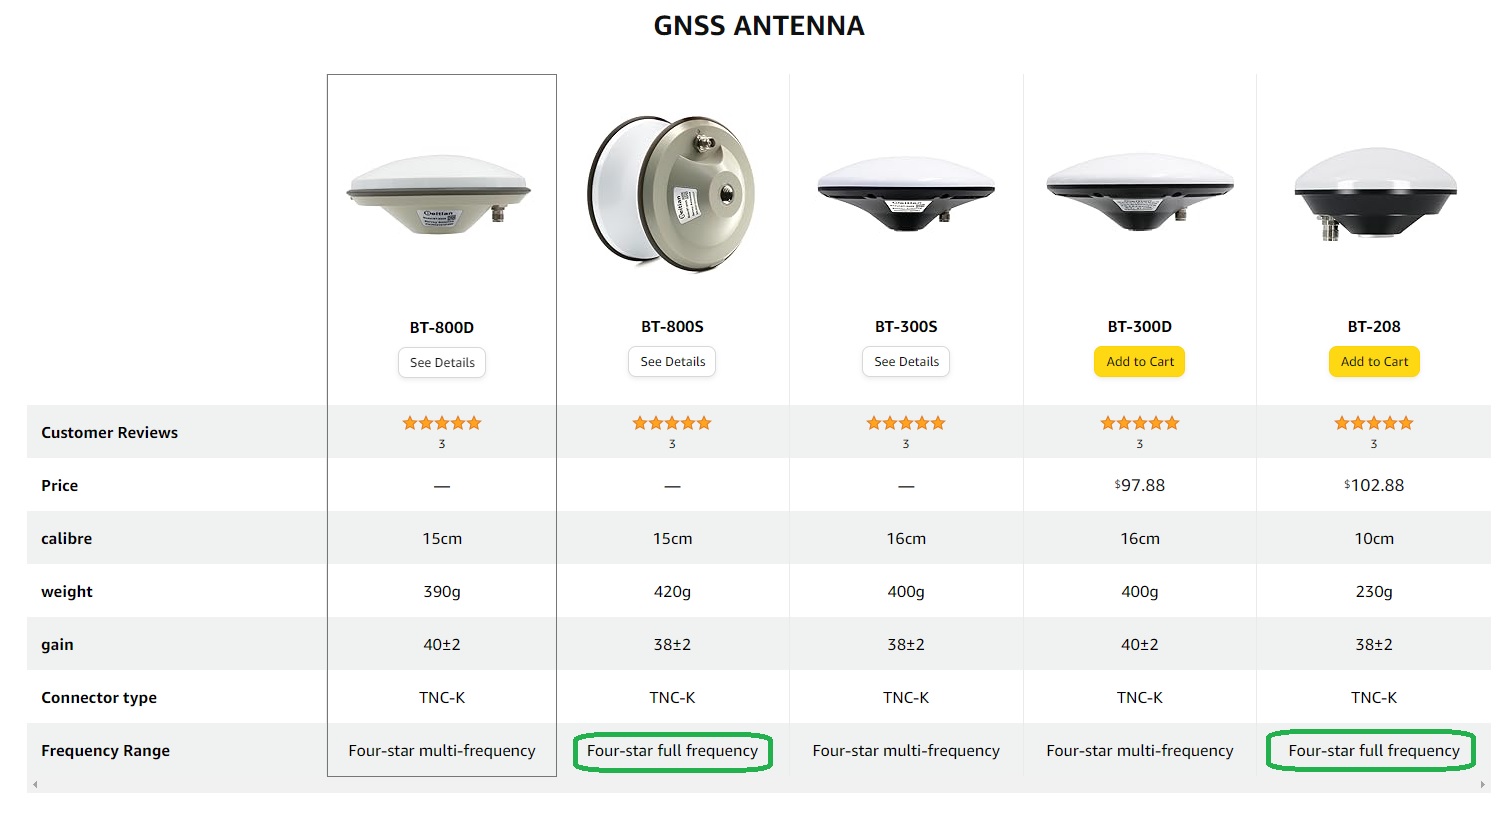 GNSS ANTENNA
BT-800D BT-800S BT-300S BT-300D BT-208
See Details See Details See Details Add to Cart Add to Cart
Customer Reviews
3 3 3 3 3
Price — — — $97.88 $102.88
calibre 15cm 15cm 16cm 16cm 10cm
weight 390g 420g 400g 400g 230g
gain 40±2 38±2 38±2 40±2 38±2
Connector type TNC-K TNC-K TNC-K TNC-K TNC-K
Frequency Range Four-star multi-frequency Four-star full frequency Four-star multi-frequency Four-star multi-frequency Four-star full frequency